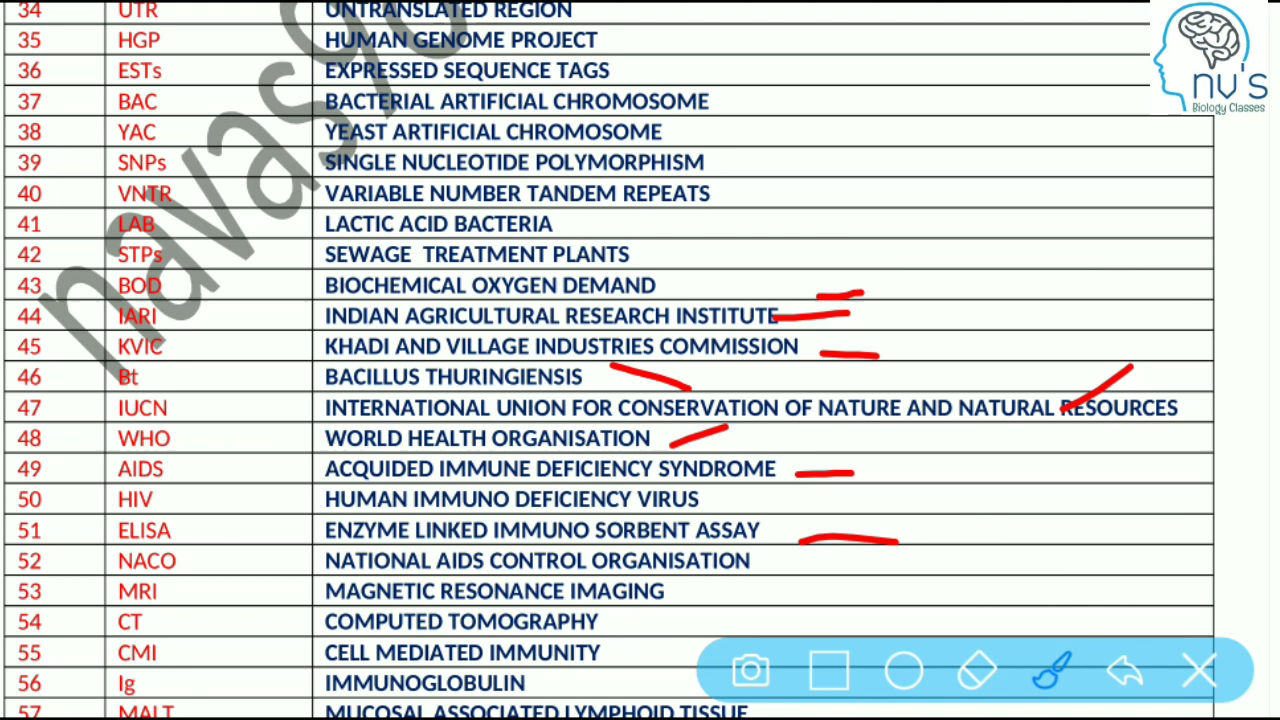 34 UTR UNTRANSLATED REGION
35 HGP HUMAN GENOME PROJECT
36 ESTs EXPRESSED SEQUENCE TAGS
37 BAC BACTERIAL ARTIFICIAL CHROMOSOME
38 YAC YEAST ARTIFICIAL CHROMOSOME
39 SNPs SINGLE NUCLEOTIDE POLYMORPHISM
40 VNTR VARIABLE NUMBER TANDEM REPEATS
41 LAB LACTIC ACID BACTERIA
42 STPs SEWAGE TREATMENT PLANTS
43 BOD BIOCHEMICAL OXYGEN DEMAND
44 IARI INDIAN AGRICULTURAL RESEARCH INSTITUTE
45 KVIC KHADI AND VILLAGE INDUSTRIES COMMISSION
46 Bt BACILLUS THURINGIENSIS
47 IUCN INTERNATIONAL UNION FOR CONSERVATION OF NATURE AND NATURAL RESOURCES
48 WHO WORLD HEALTH ORGANISATION
49 AIDS ACQUIDED IMMUNE DEFICIENCY SYNDROME
50 HIV HUMAN IMMUNO DEFICIENCY VIRUS
51 ELISA ENZYME LINKED IMMUNO SORBENT ASSAY
52 NACO NATIONAL AIDS CONTROL ORGANISATION
53 MRI MAGNETIC RESONANCE IMAGING
54 CT COMPUTED TOMOGRAPHY
55 CMI CELL MEDIATED IMMUNITY
56 Ig IMMUNOGLOBULIN
57 MALT MUCOSAL ASSOCIATED LYMPHOID TISSUE
nv's
Biology Classes